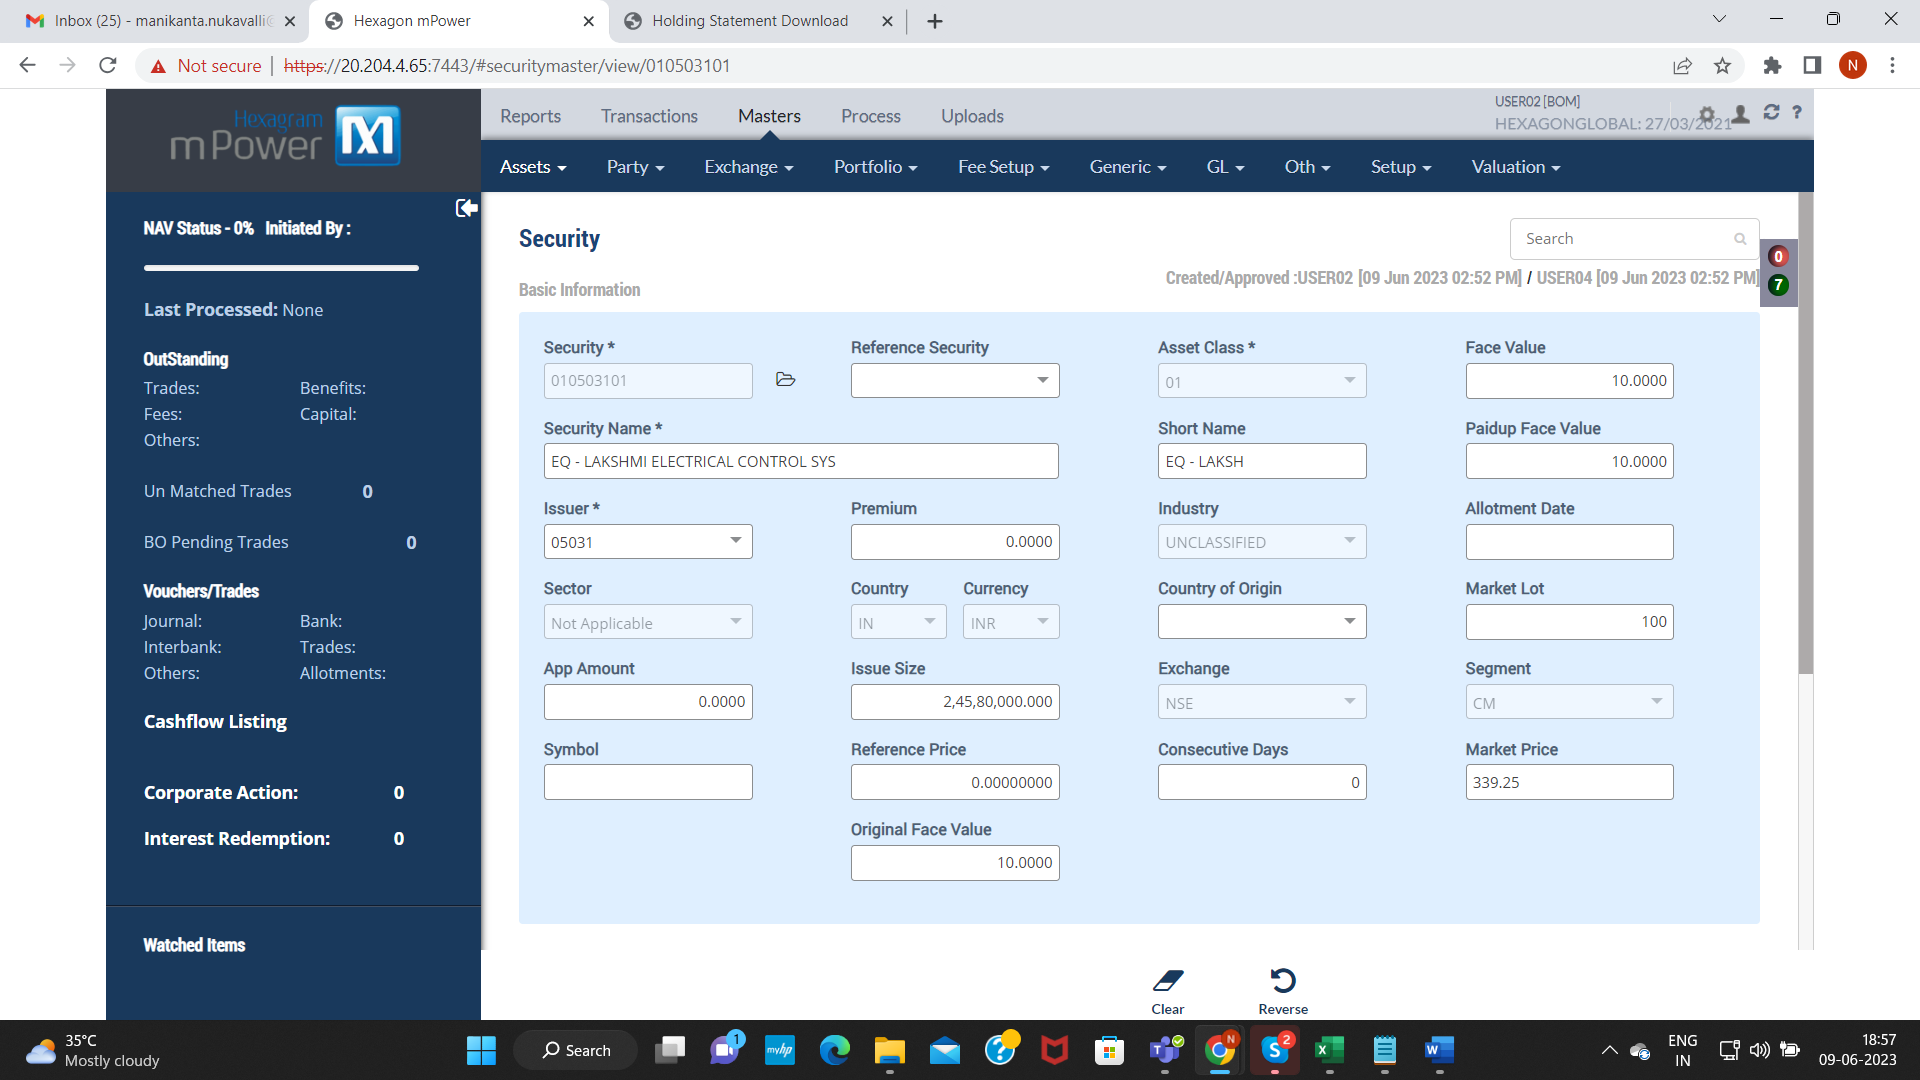 Inbox (25) - manikanta.nukavalli@
Hexagon mPower
Holding Statement Download
Not secure
https://20.204.4.65:7443/#securitymaster/view/010503101
N
Hexagram
mPower
M
Reports
Transactions
Masters
Process
Uploads
USER02 [BOM]
HEXAGONGLOBAL: 27/03/2021
?
Assets
Party
Exchange
Portfolio
Fee Setup
Generic
GL
Oth
Setup
Valuation
NAV Status - 0% Initiated By :
Last Processed: None
OutStanding
Trades: Benefits:
Fees: Capital:
Others:
Un Matched Trades 0
BO Pending Trades 0
Vouchers/Trades
Journal: Bank:
Interbank: Trades:
Others: Allotments:
Cashflow Listing
Corporate Action: 0
Interest Redemption: 0
Watched Items
Security
Search
0
7
Basic Information
Created/Approved :USER02 [09 Jun 2023 02:52 PM] / USER04 [09 Jun 2023 02:52 PM]
Security * Reference Security Asset Class * Face Value
010503101 01 10.0000
Security Name * Short Name Paidup Face Value
EQ - LAKSHMI ELECTRICAL CONTROL SYS EQ - LAKSH 10.0000
Issuer * Premium Industry Allotment Date
05031 0.0000 UNCLASSIFIED
Sector Country Currency Country of Origin Market Lot
Not Applicable IN INR 100
App Amount Issue Size Exchange Segment
0.0000 2,45,80,000.000 NSE CM
Symbol Reference Price Consecutive Days Market Price
0.00000000 0 339.25
Original Face Value
10.0000
Clear
Reverse
35°C
Mostly cloudy
Search
1
myhp
?
T
N
S
2
X
W
ENG
IN
18:57
09-06-2023